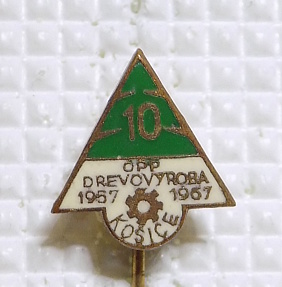 10
OPP
DREVOVÝROBA
1957 1967
KOŠICE